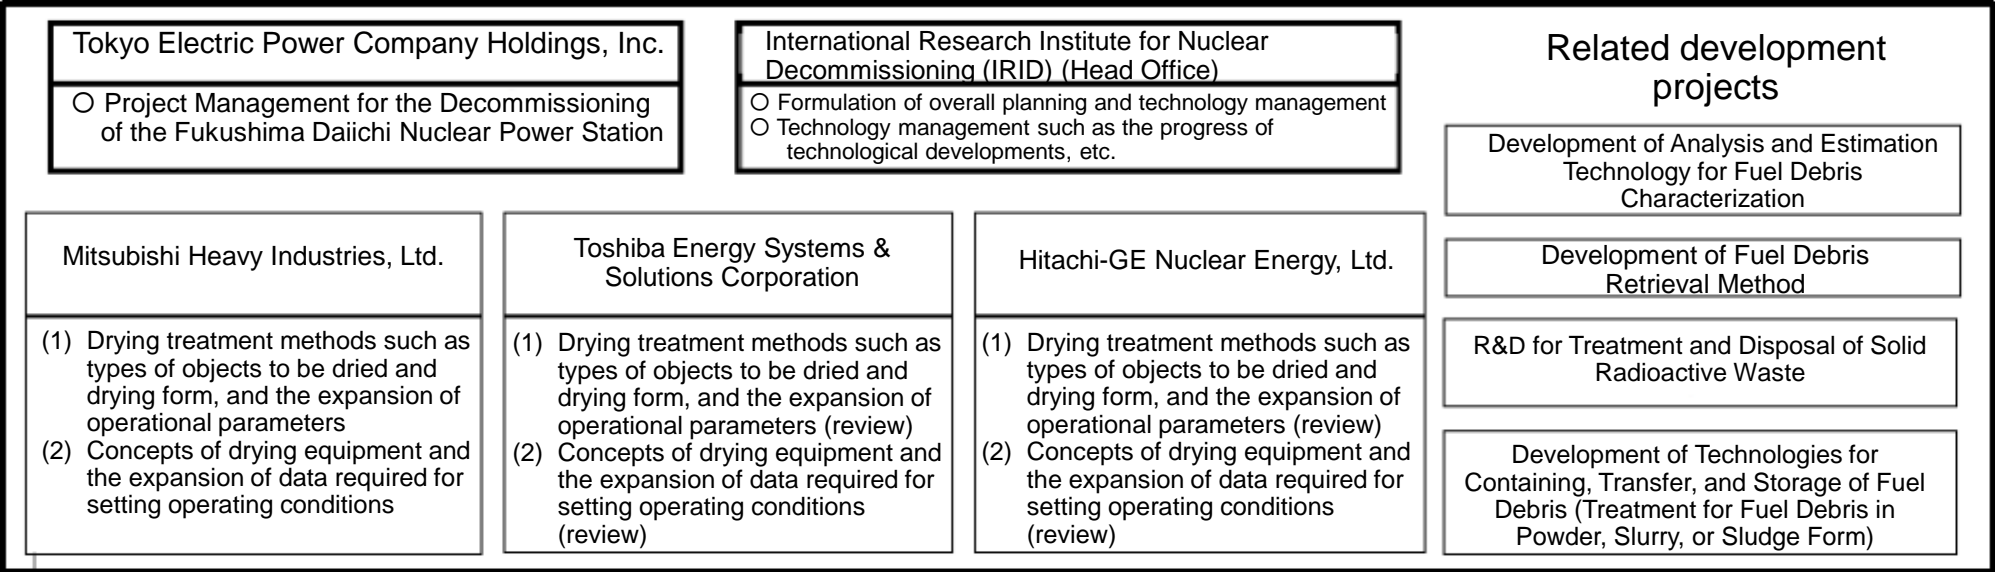 Tokyo Electric Power Company Holdings, Inc.
○ Project Management for the Decommissioning
of the Fukushima Daiichi Nuclear Power Station
International Research Institute for Nuclear
Decommissioning (IRID) (Head Office)
○ Formulation of overall planning and technology management
○ Technology management such as the progress of
technological developments, etc.
Mitsubishi Heavy Industries, Ltd.
(1) Drying treatment methods such as
types of objects to be dried and
drying form, and the expansion of
operational parameters
(2) Concepts of drying equipment and
the expansion of data required for
setting operating conditions
Toshiba Energy Systems &
Solutions Corporation
(1) Drying treatment methods such as
types of objects to be dried and
drying form, and the expansion of
operational parameters (review)
(2) Concepts of drying equipment and
the expansion of data required for
setting operating conditions
(review)
Hitachi-GE Nuclear Energy, Ltd.
(1) Drying treatment methods such as
types of objects to be dried and
drying form, and the expansion of
operational parameters (review)
(2) Concepts of drying equipment and
the expansion of data required for
setting operating conditions
(review)
Related development
projects
Development of Analysis and Estimation
Technology for Fuel Debris
Characterization
Development of Fuel Debris
Retrieval Method
R&D for Treatment and Disposal of Solid
Radioactive Waste
Development of Technologies for
Containing, Transfer, and Storage of Fuel
Debris (Treatment for Fuel Debris in
Powder, Slurry, or Sludge Form)